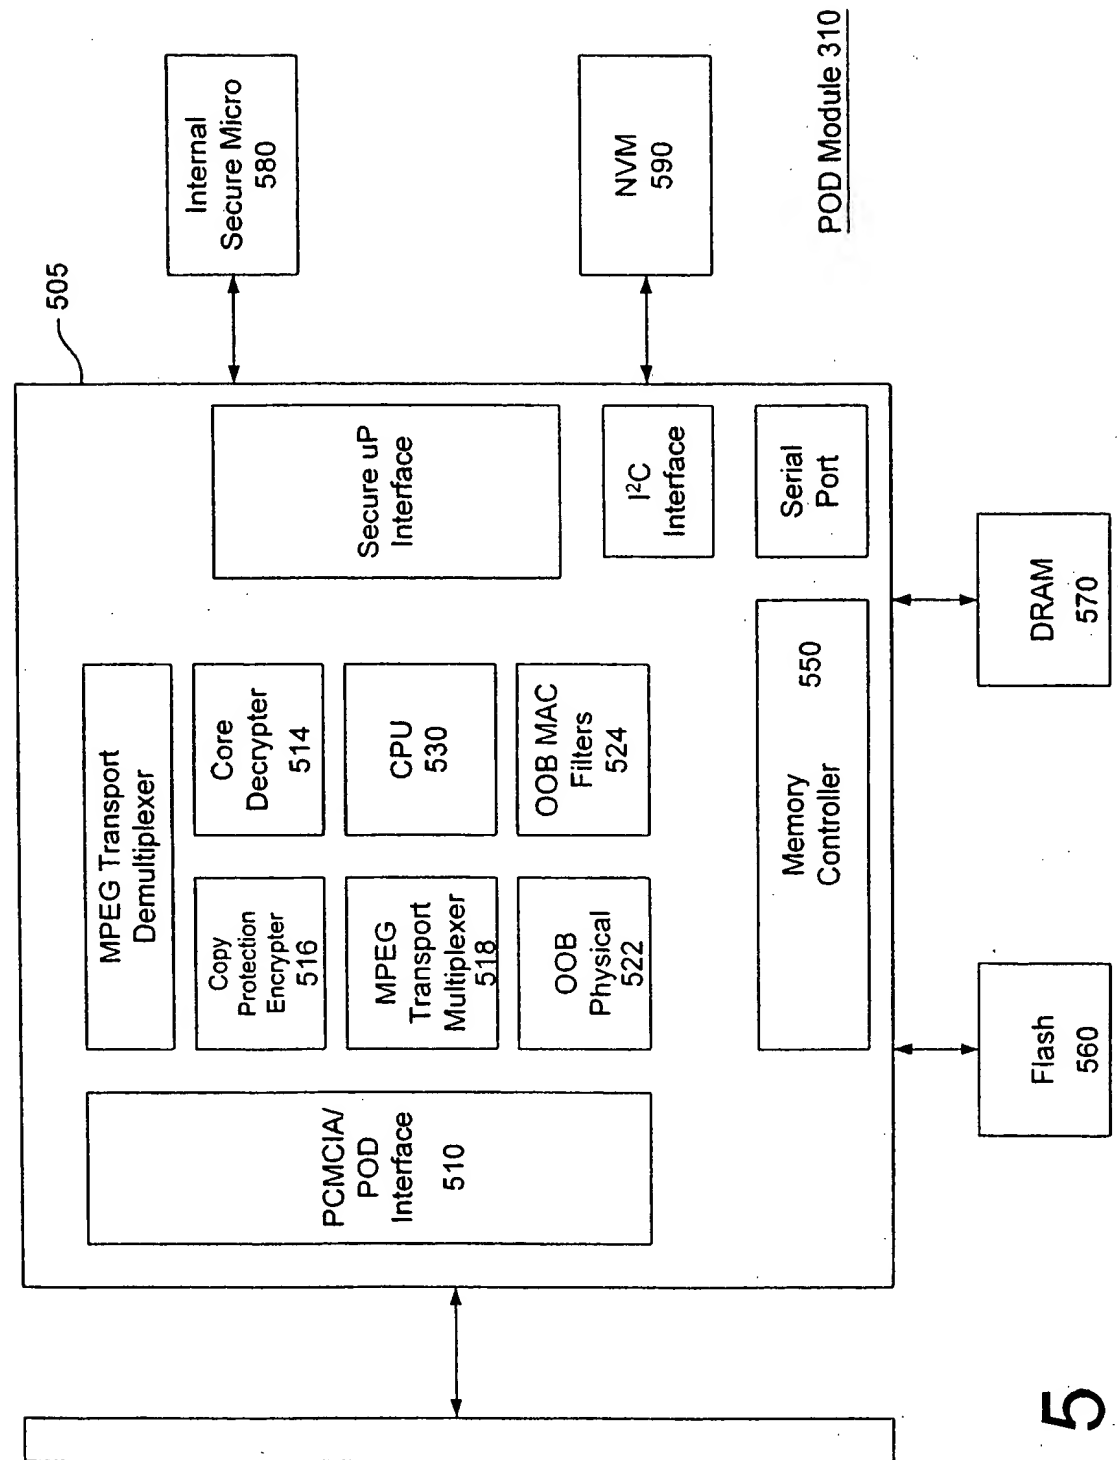 505
MPEG Transport
Demultiplexer
PCMCIA/
POD
Interface
510
Copy
Protection
Encrypter
516
Core
Decrypter
514
MPEG
Transport
Multiplexer
518
CPU
530
OOB
Physical
522
OOB MAC
Filters
524
Secure uP
Interface
Internal
Secure Micro
580
I²C
Interface
NVM
590
Memory
Controller
550
Serial
Port
POD Module 310
Flash
560
DRAM
570
5